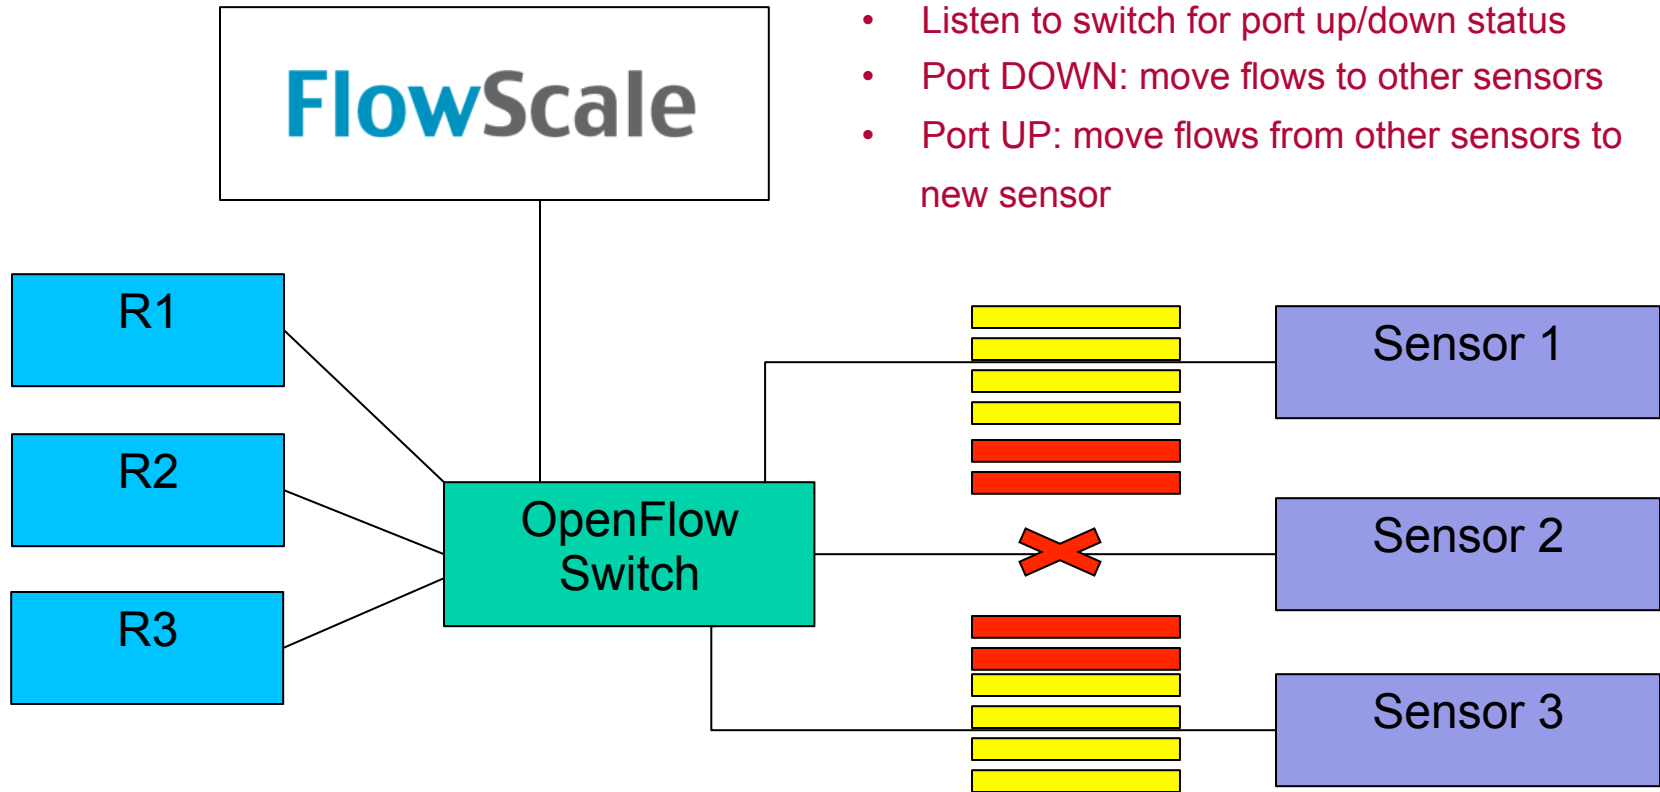 FlowScale
• Listen to switch for port up/down status
• Port DOWN: move flows to other sensors
• Port UP: move flows from other sensors to
new sensor
R1
R2
R3
OpenFlow
Switch
Sensor 1
Sensor 2
Sensor 3